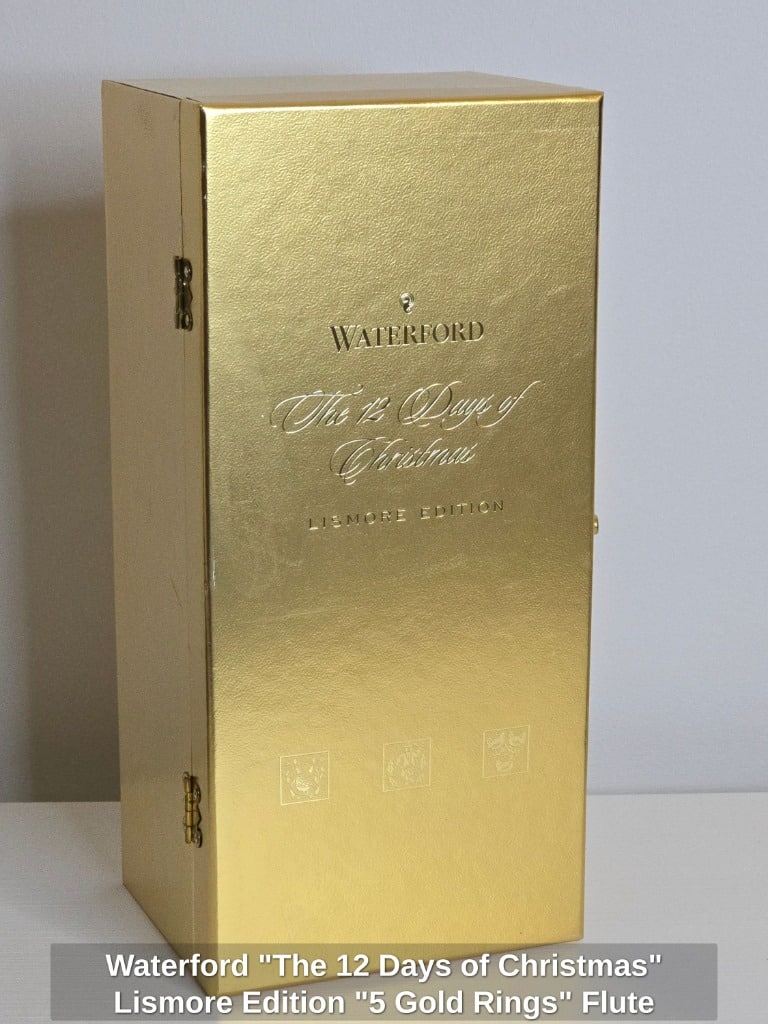 WATERFORD
The 12 Days of
Christmas
LISMORE EDITION
Waterford "The 12 Days of Christmas"
Lismore Edition "5 Gold Rings" Flute